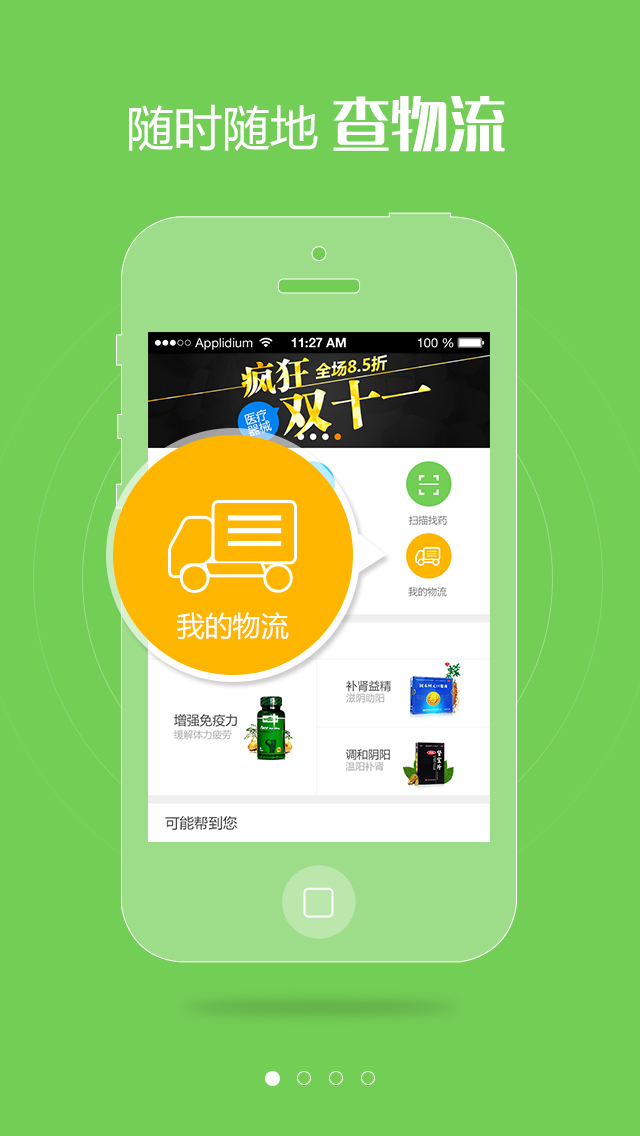 随时随地 查物流
Applidium 11:27 AM 100 %
疯狂 全场8.5折
双十一
医疗
器械
扫描找药
我的物流
我的物流
增强免疫力
缓解体力疲劳
补肾益精
滋阴助阳
调和阴阳
温阳补肾
可能帮到您